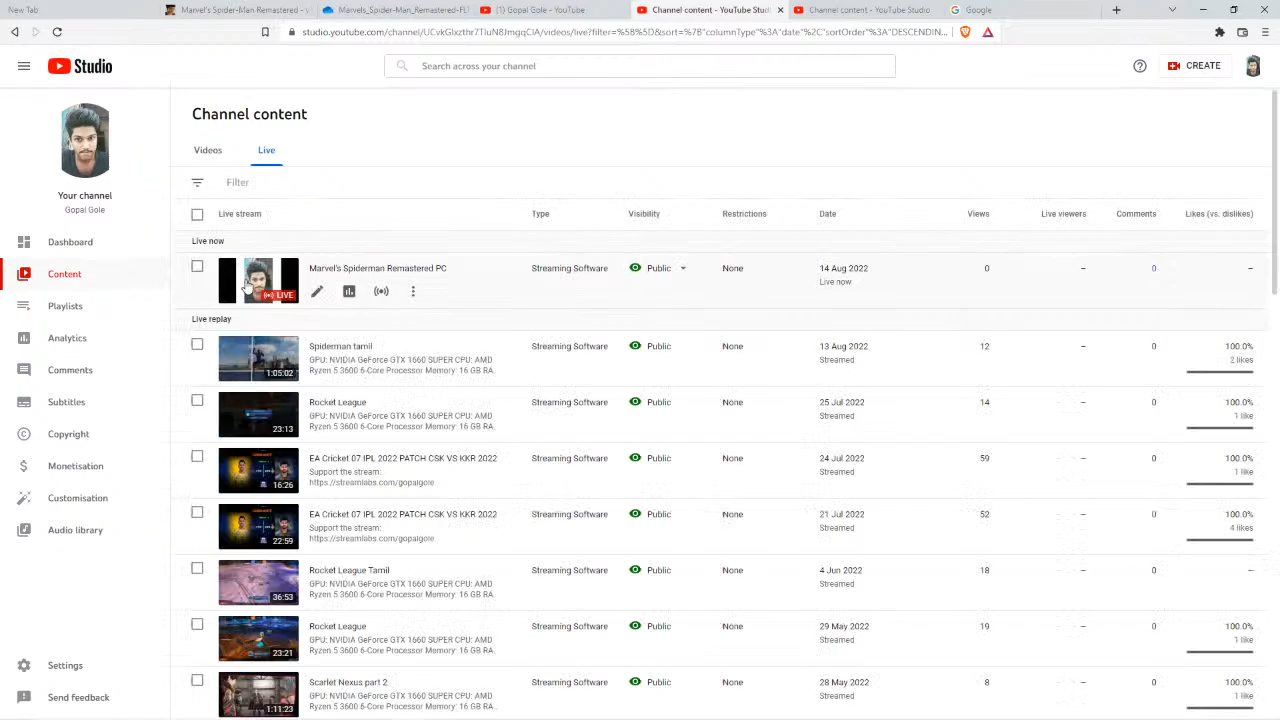 New Tab
Marvel's Spiderman Remastered - v
Marvels_Spider-Man_Remastered-FLT
(1) Gopal Gole - YouTube
Channel content - YouTube Studio
Channel content - YouTube Studio
Google
studio.youtube.com/channel/UCvkGlxzthr7TluN8JmgqClA/videos/live?filter=%5B%5D&sort=%7B"columnType"%3A"date"%2C"sortOrder"%3A"DESCENDIN...
Studio
Search across your channel
CREATE
Your channel
Gopal Gole
Dashboard
Content
Playlists
Analytics
Comments
Subtitles
Copyright
Monetisation
Customisation
Audio library
Settings
Send feedback
Channel content
Videos
Live
Filter
Live stream Type Visibility Restrictions Date Views Live viewers Comments Likes (vs. dislikes)
Live now
LIVE
Marvel's Spiderman Remastered PC Streaming Software Public None 14 Aug 2022 0 – 0 –
Live now
Live replay
Spiderman tamil Streaming Software Public None 13 Aug 2022 12 – 0 100.0%
GPU: NVIDIA GeForce GTX 1660 SUPER CPU: AMD Streamed 2 likes
Ryzen 5 3600 6-Core Processor Memory: 16 GB RA...
1:05:02
Rocket League Streaming Software Public None 25 Jul 2022 14 – 0 100.0%
GPU: NVIDIA GeForce GTX 1660 SUPER CPU: AMD Streamed 1 like
Ryzen 5 3600 6-Core Processor Memory: 16 GB RA...
23:13
EA Cricket 07 IPL 2022 PATCH CSK VS KKR 2022 Streaming Software Public None 24 Jul 2022 59 – 0 100.0%
Support the stream: Streamed 1 like
https://streamlabs.com/gopalgore
16:26
EA Cricket 07 IPL 2022 PATCH CSK VS KKR 2022 Streaming Software Public None 21 Jul 2022 52 – 0 100.0%
Support the stream: Streamed 4 likes
https://streamlabs.com/gopalgore
22:59
Rocket League Tamil Streaming Software Public None 4 Jun 2022 18 – 0 –
GPU: NVIDIA GeForce GTX 1660 SUPER CPU: AMD Streamed
Ryzen 5 3600 6-Core Processor Memory: 16 GB RA...
36:53
Rocket League Streaming Software Public None 29 May 2022 19 – 0 100.0%
GPU: NVIDIA GeForce GTX 1660 SUPER CPU: AMD Streamed 1 like
Ryzen 5 3600 6-Core Processor Memory: 16 GB RA...
23:21
Scarlet Nexus part 2 Streaming Software Public None 28 May 2022 8 – 0 100.0%
GPU: NVIDIA GeForce GTX 1660 SUPER CPU: AMD Streamed 1 like
Ryzen 5 3600 6-Core Processor Memory: 16 GB RA...
1:11:23